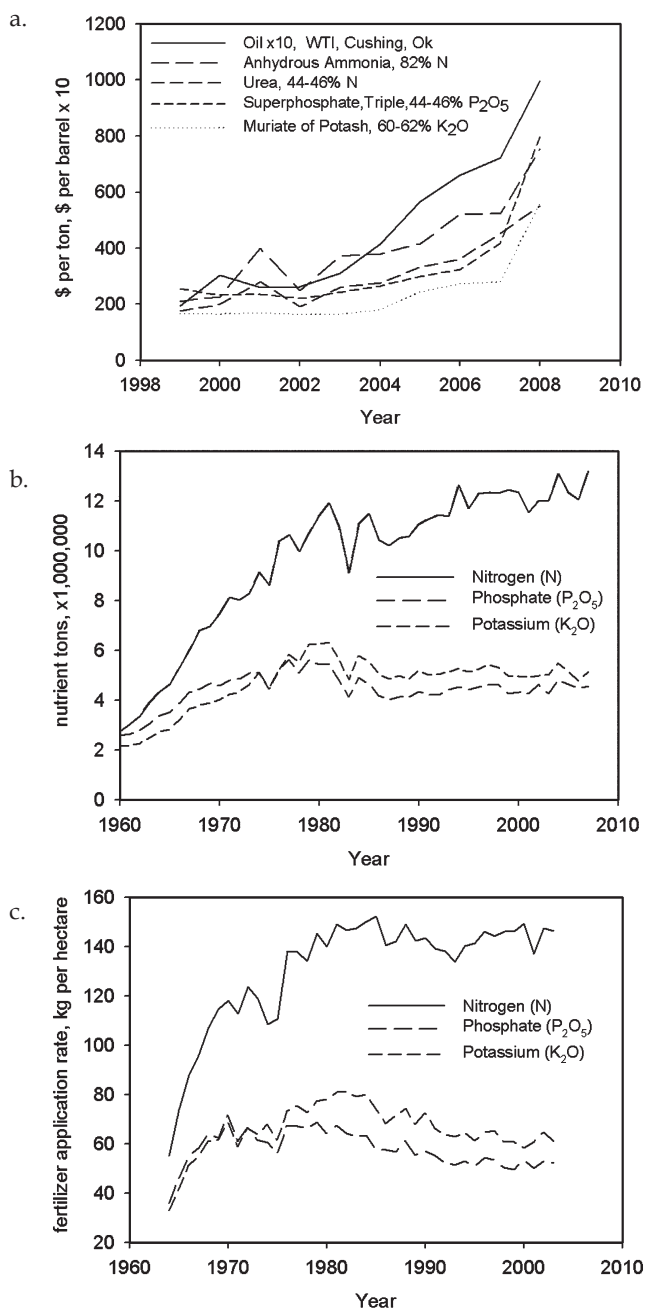 a.
$ per ton, $ per barrel x 10
1200
1000
800
600
400
200
0
Oil x10, WTI, Cushing, Ok
Anhydrous Ammonia, 82% N
Urea, 44-46% N
Superphosphate,Triple,44-46% P₂O₅
Muriate of Potash, 60-62% K₂O
1998 2000 2002 2004 2006 2008 2010
Year
b.
nutrient tons, x1,000,000
14
12
10
8
6
4
2
0
Nitrogen (N)
Phosphate (P₂O₅)
Potassium (K₂O)
1960 1970 1980 1990 2000 2010
Year
c.
fertilizer application rate, kg per hectare
160
140
120
100
80
60
40
20
Nitrogen (N)
Phosphate (P₂O₅)
Potassium (K₂O)
1960 1970 1980 1990 2000 2010
Year